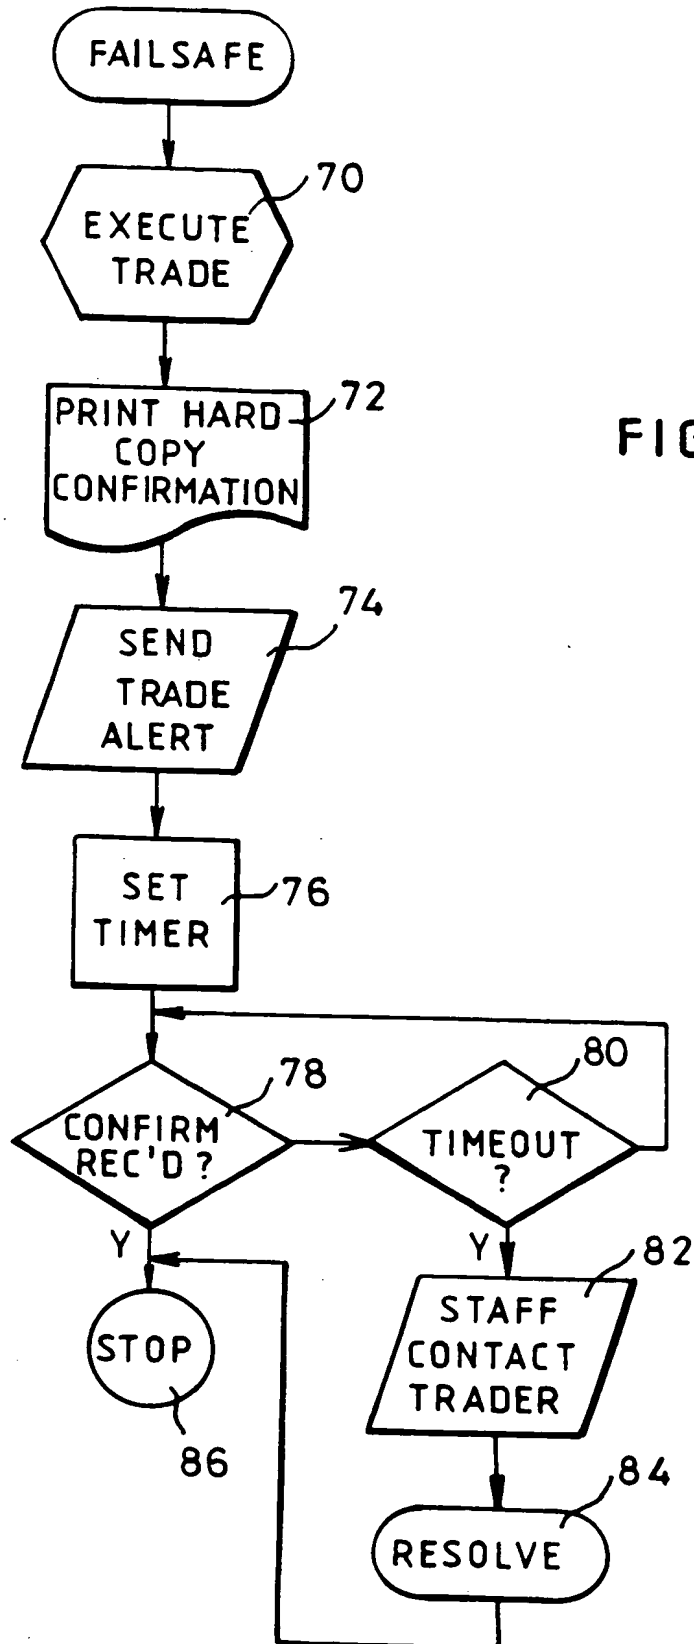 FAILSAFE
70
EXECUTE
TRADE
72
PRINT HARD
COPY
CONFIRMATION
FIG
74
SEND
TRADE
ALERT
SET
TIMER
76
78
80
CONFIRM
REC'D ?
TIMEOUT
?
Y
Y
82
STAFF
CONTACT
TRADER
STOP
86
84
RESOLVE